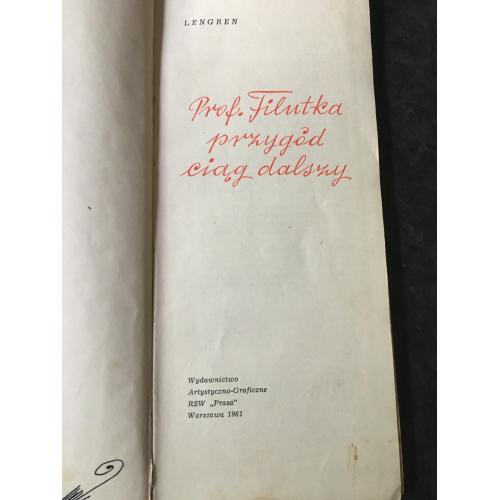 LENGREN
Prof. Filutka
przygód
ciąg dalszy
Wydawnictwo
Artystyczno-Graficzne
RSW „Prasa"
Warszawa 1961